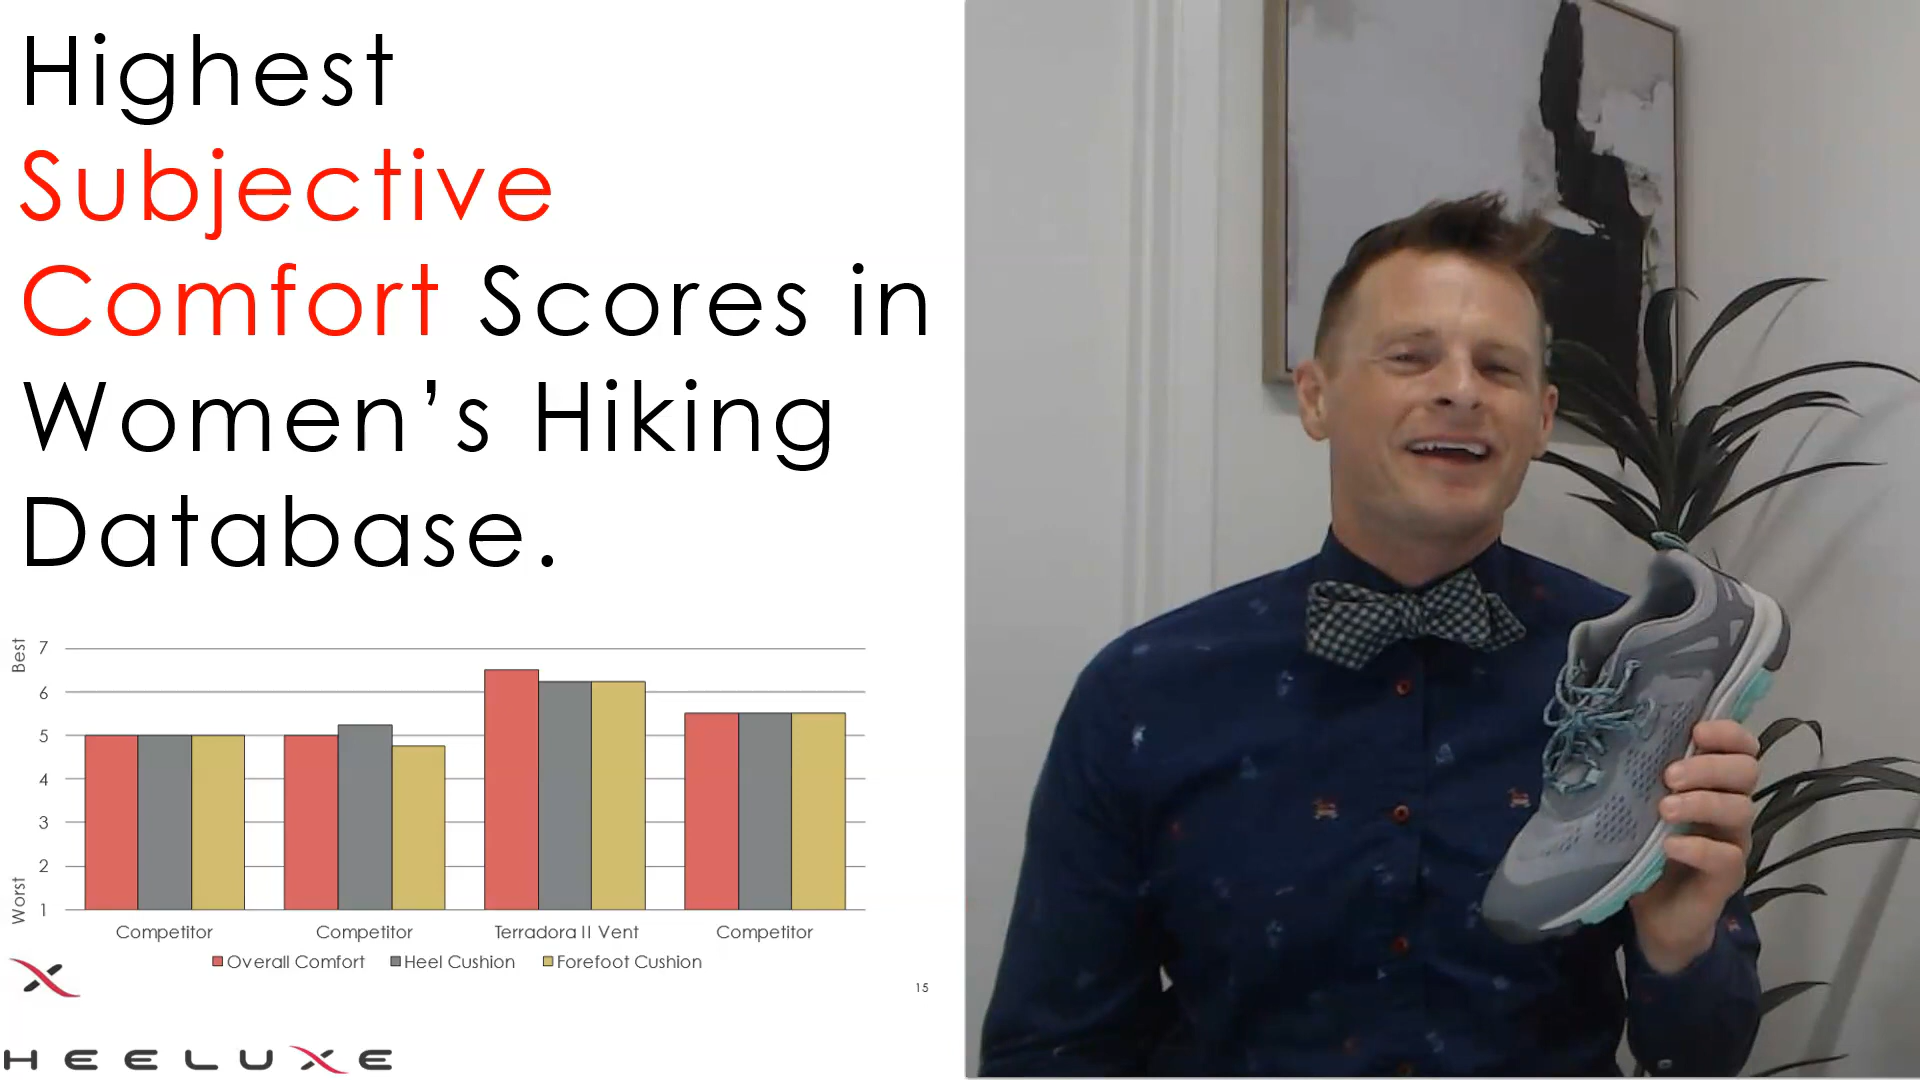 Highest
Subjective
Comfort Scores in
Women’s Hiking
Database.
Best
7
6
5
4
3
2
Worst
1
Competitor
Competitor
Terradora II Vent
Competitor
Overall Comfort
Heel Cushion
Forefoot Cushion
15
HEELUXE